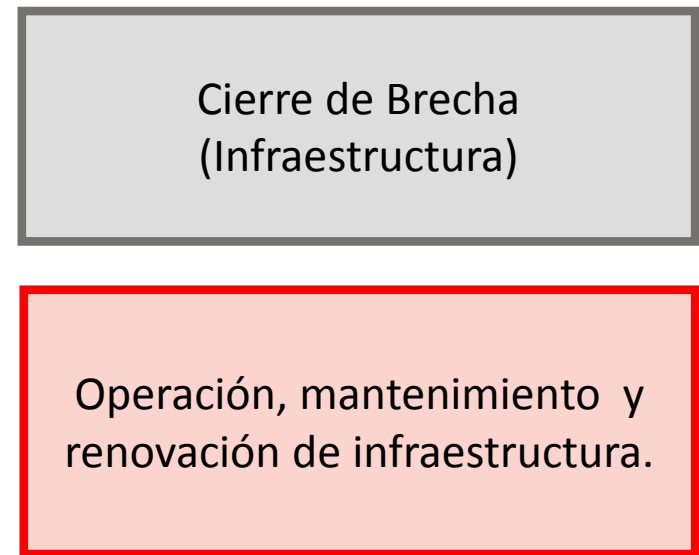 Cierre de Brecha
(Infraestructura)
Operación, mantenimiento  y
renovación de infraestructura.